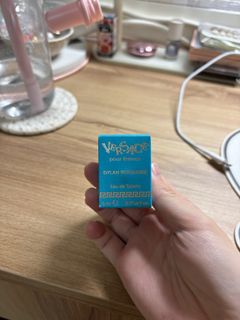 VERSACE
pour femme
DYLAN TURQUOISE
Eau de Toilette